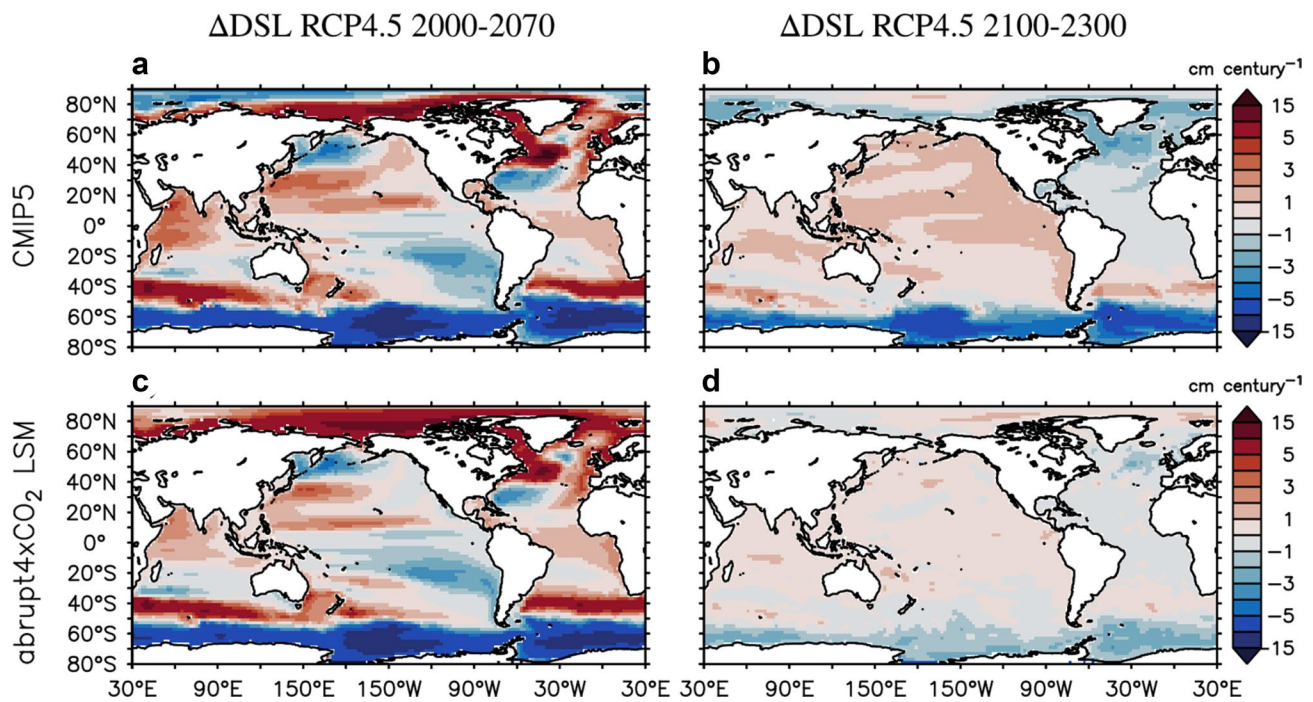 ΔDSL RCP4.5 2000-2070
ΔDSL RCP4.5 2100-2300
a
b
cm century⁻¹
80°N
60°N
40°N
20°N
0°
20°S
40°S
60°S
80°S
CMIP5
15
5
3
1
−1
−3
−5
−15
c
d
cm century⁻¹
80°N
60°N
40°N
20°N
0°
20°S
40°S
60°S
80°S
abrupt4xCO₂ LSM
15
5
3
1
−1
−3
−5
−15
30°E 90°E 150°E 150°W 90°W 30°W 30°E
30°E 90°E 150°E 150°W 90°W 30°W 30°E